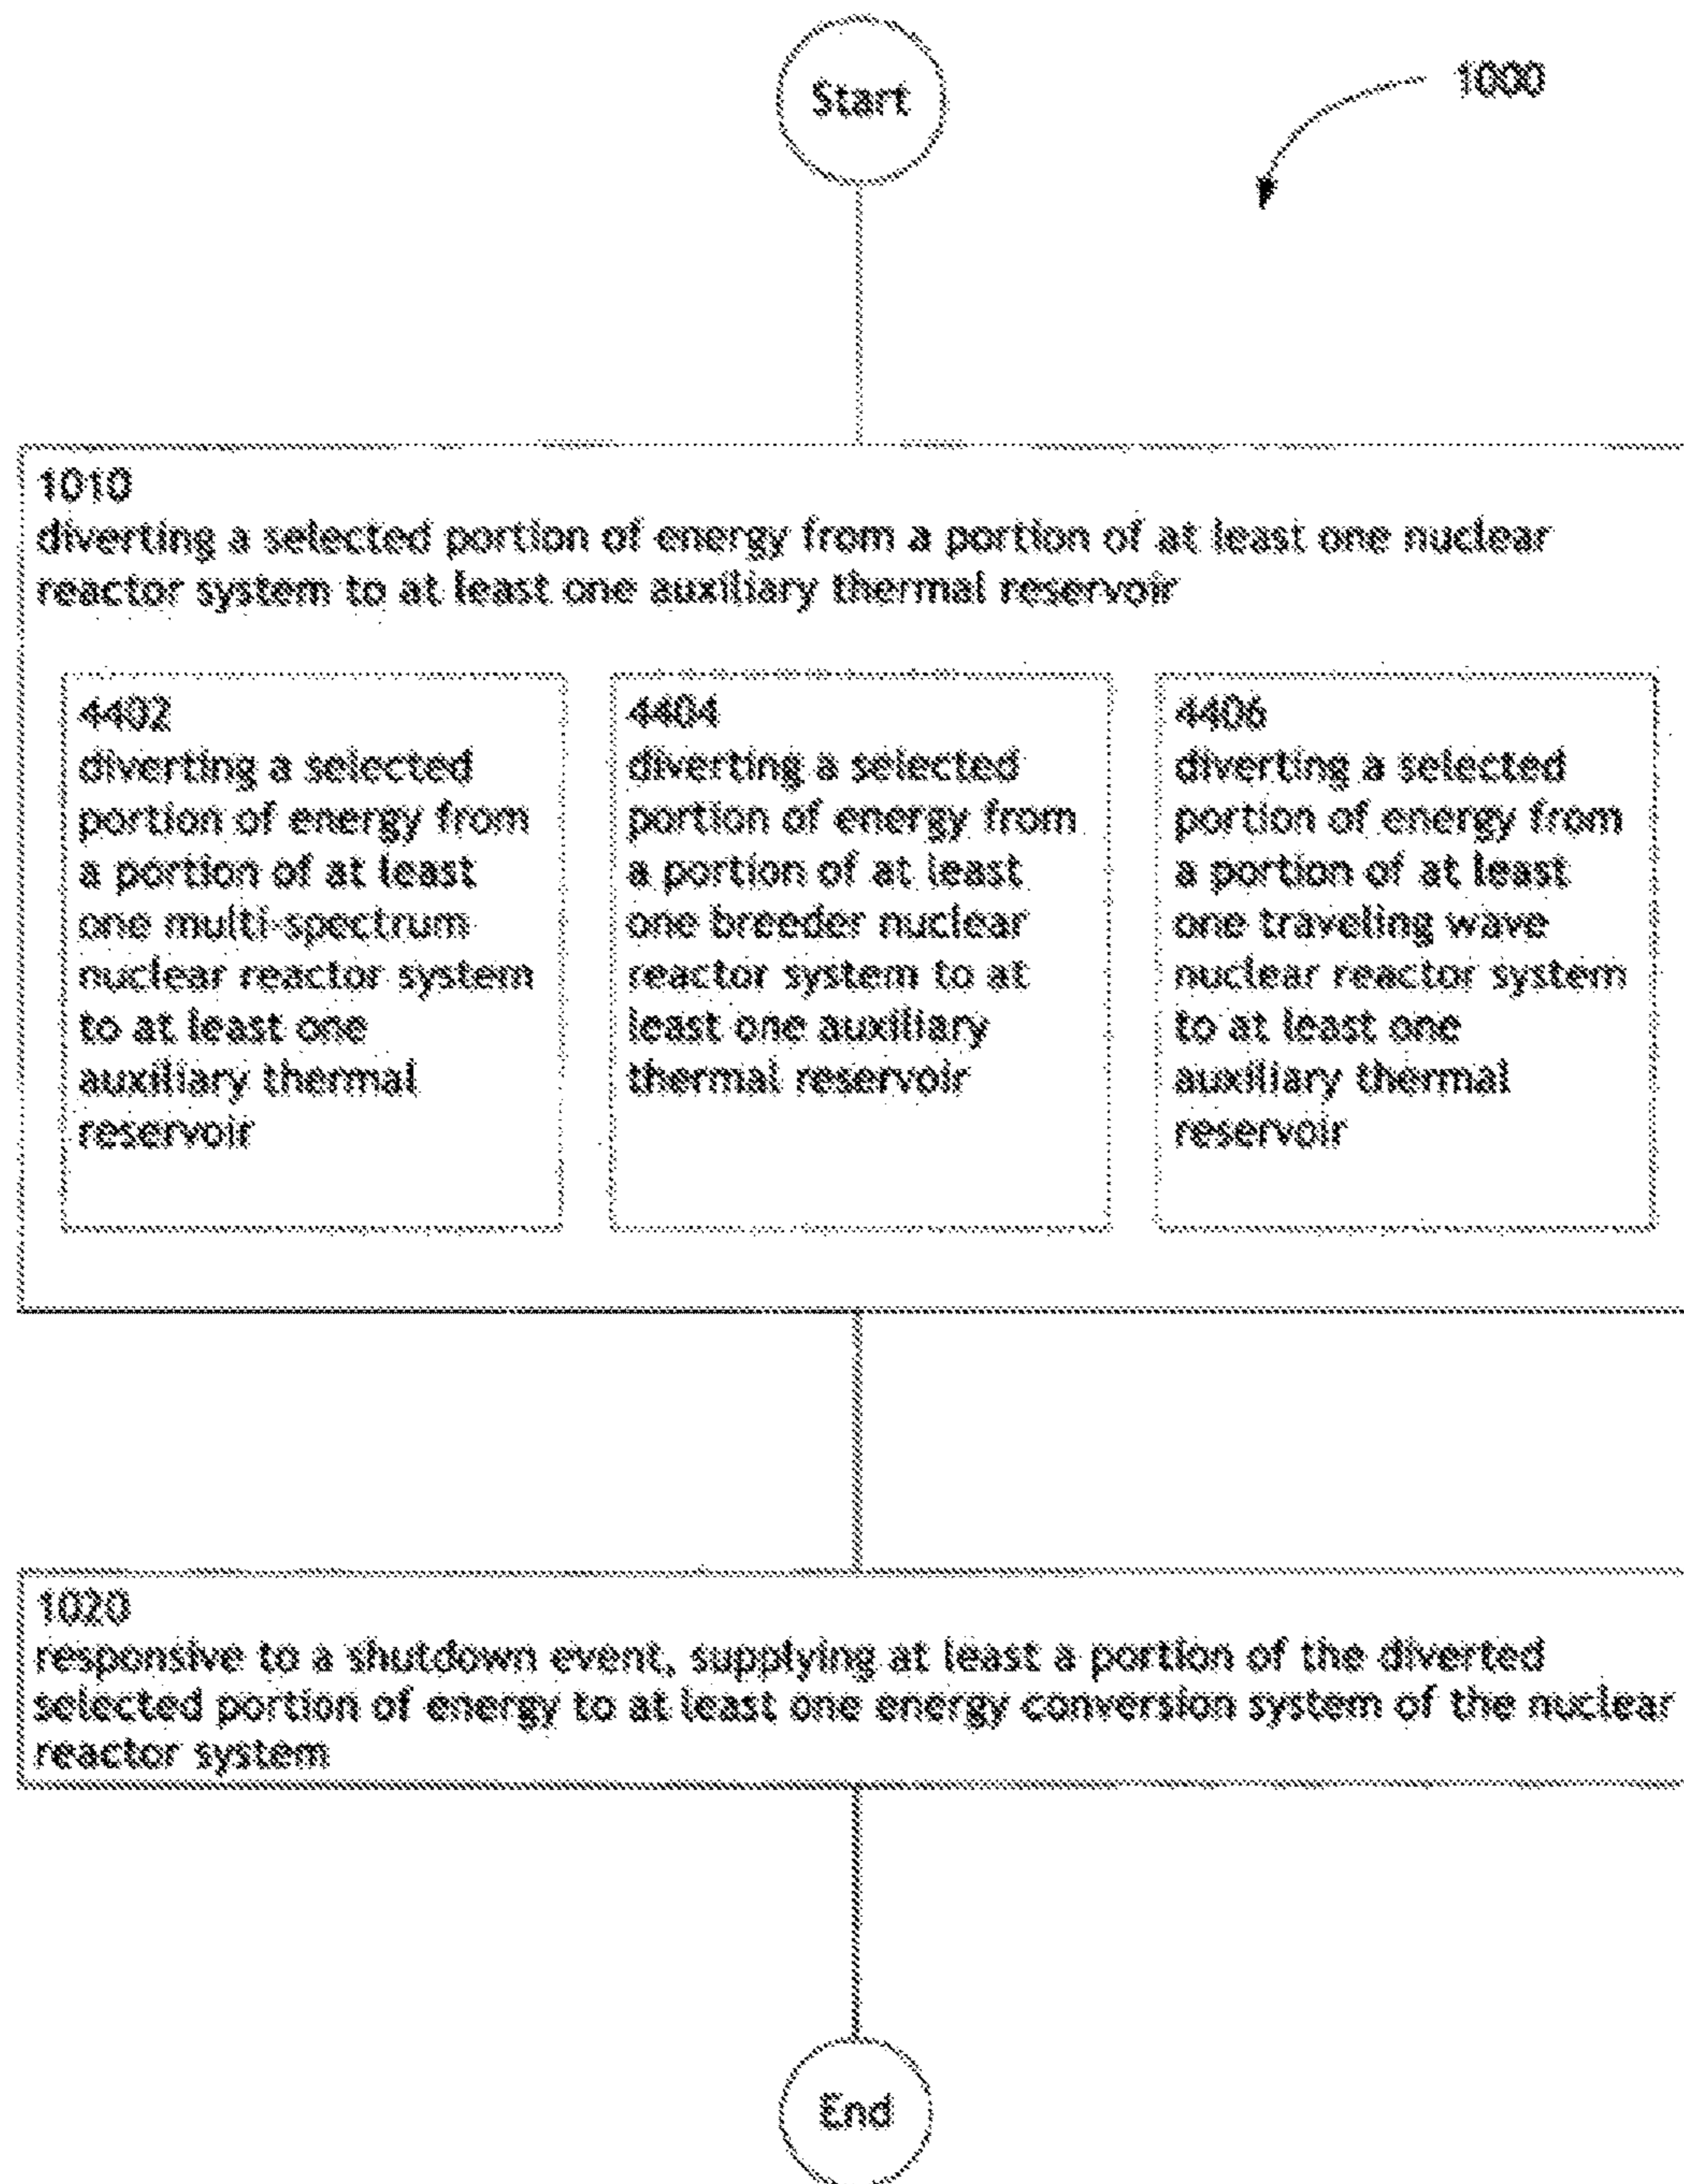 Start
1000
1010
diverting a selected portion of energy from a portion of at least one nuclear
reactor system to at least one auxiliary thermal reservoir
4402
diverting a selected
portion of energy from
a portion of at least
one multi-spectrum
nuclear reactor system
to at least one
auxiliary thermal
reservoir
4404
diverting a selected
portion of energy from
a portion of at least
one breeder nuclear
reactor system to at
least one auxiliary
thermal reservoir
4406
diverting a selected
portion of energy from
a portion of at least
one traveling wave
nuclear reactor system
to at least one
auxiliary thermal
reservoir
1020
responsive to a shutdown event, supplying at least a portion of the diverted
selected portion of energy to at least one energy conversion system of the nuclear
reactor system
End